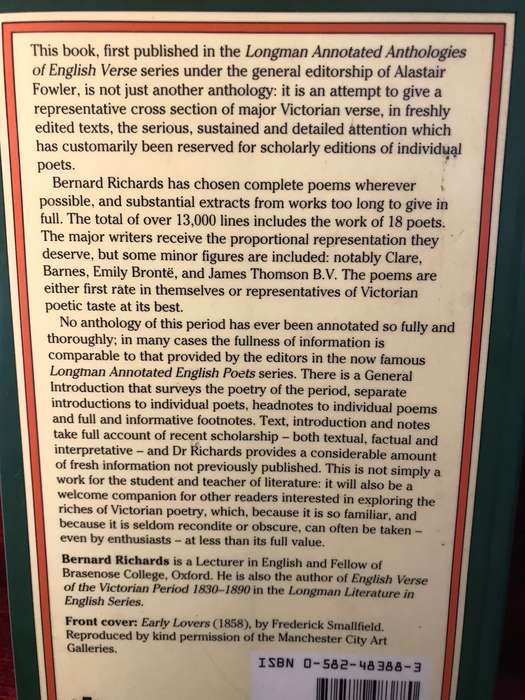 This book, first published in the Longman Annotated Anthologies
of English Verse series under the general editorship of Alastair
Fowler, is not just another anthology: it is an attempt to give a
representative cross section of major Victorian verse, in freshly
edited texts, the serious, sustained and detailed attention which
has customarily been reserved for scholarly editions of individual
poets.
Bernard Richards has chosen complete poems wherever
possible, and substantial extracts from works too long to give in
full. The total of over 13,000 lines includes the work of 18 poets.
The major writers receive the proportional representation they
deserve, but some minor figures are included: notably Clare,
Barnes, Emily Brontë, and James Thomson B.V. The poems are
either first rate in themselves or representatives of Victorian
poetic taste at its best.
No anthology of this period has ever been annotated so fully and
thoroughly; in many cases the fullness of information is
comparable to that provided by the editors in the now famous
Longman Annotated English Poets series. There is a General
Introduction that surveys the poetry of the period, separate
introductions to individual poets, headnotes to individual poems
and full and informative footnotes. Text, introduction and notes
take full account of recent scholarship – both textual, factual and
interpretative – and Dr Richards provides a considerable amount
of fresh information not previously published. This is not simply a
work for the student and teacher of literature: it will also be a
welcome companion for other readers interested in exploring the
riches of Victorian poetry, which, because it is so familiar, and
because it is seldom recondite or obscure, can often be taken –
even by enthusiasts – at less than its full value.
Bernard Richards is a Lecturer in English and Fellow of
Brasenose College, Oxford. He is also the author of English Verse
of the Victorian Period 1830–1890 in the Longman Literature in
English Series.
Front cover: Early Lovers (1858), by Frederick Smallfield.
Reproduced by kind permission of the Manchester City Art
Galleries.
ISBN 0-582-48388-3